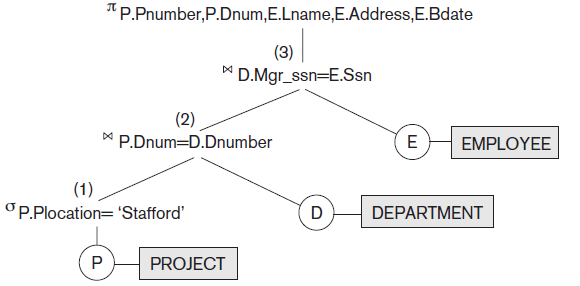 π P.Pnumber,P.Dnum,E.Lname,E.Address,E.Bdate
(3)
⋈ D.Mgr_ssn=E.Ssn
(2)
⋈ P.Dnum=D.Dnumber
E EMPLOYEE
(1)
σ P.Plocation= ‘Stafford’
D DEPARTMENT
P PROJECT